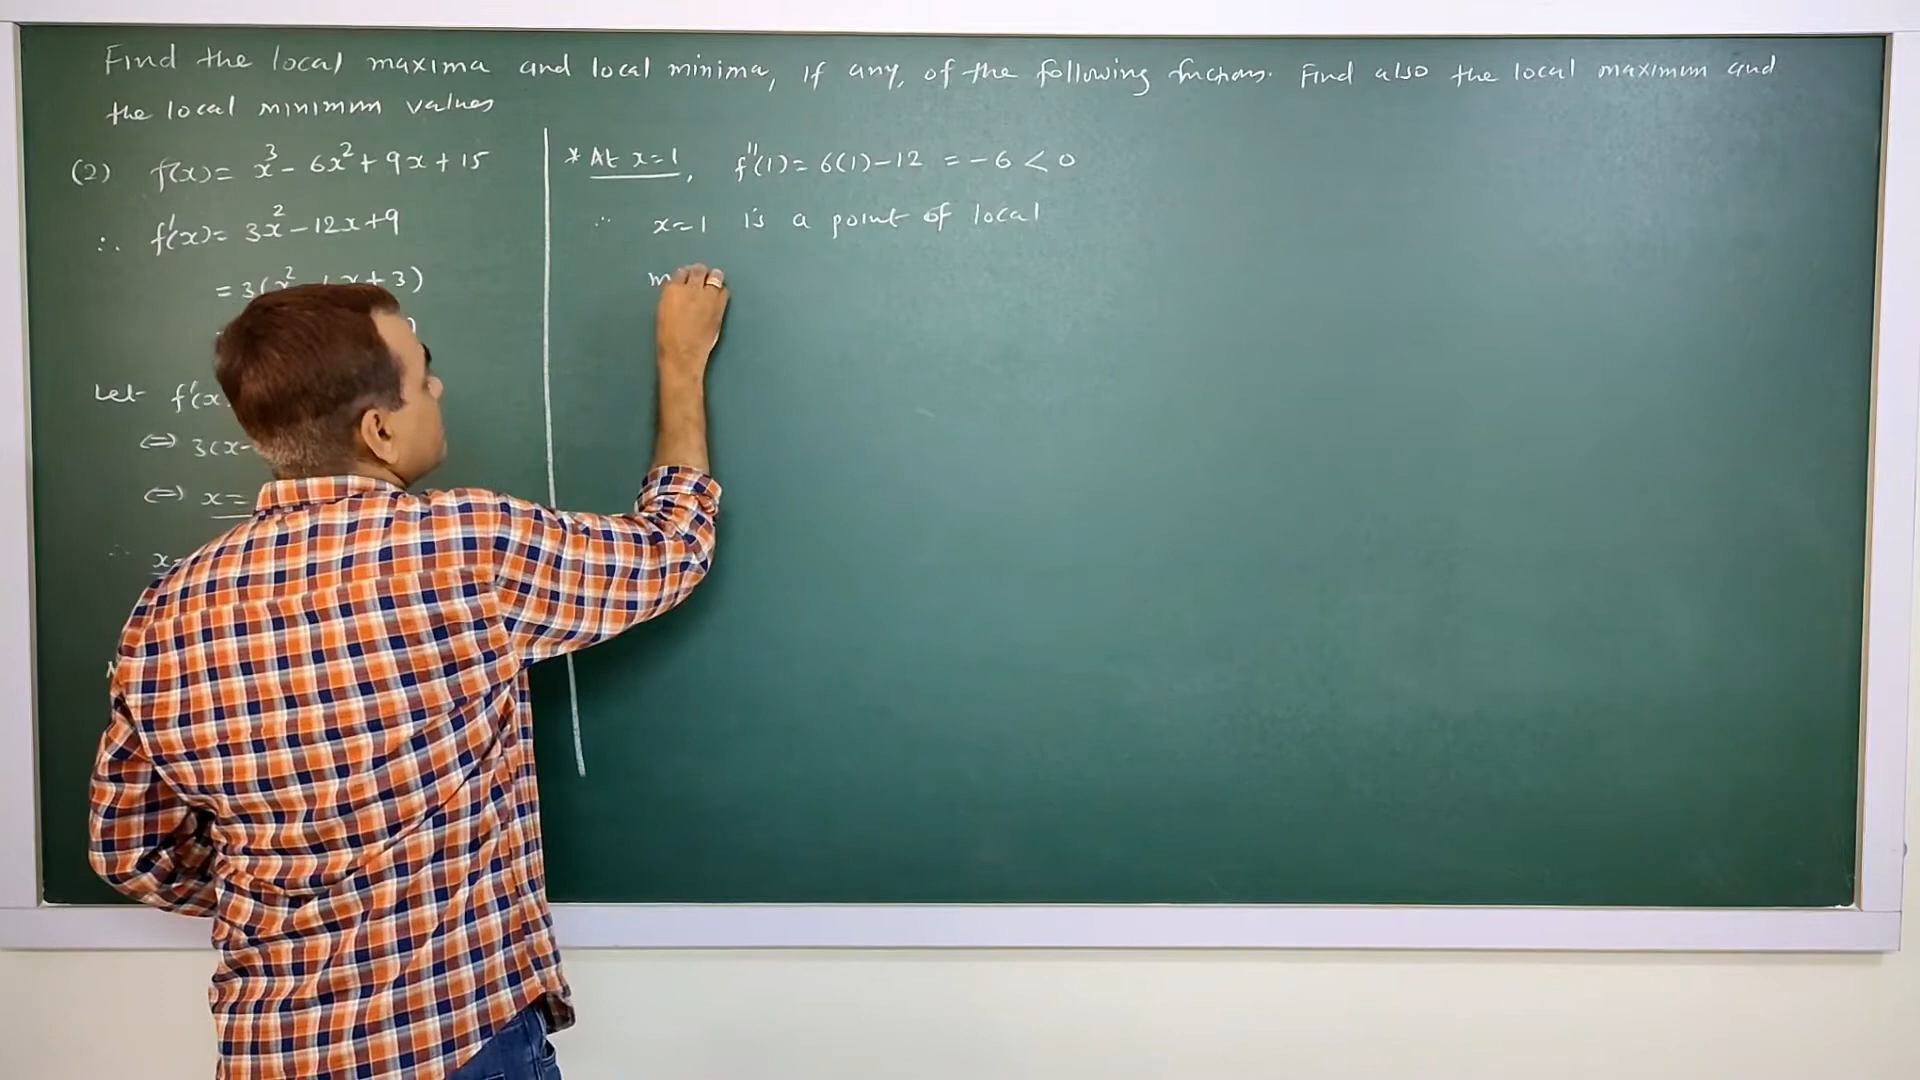 Find the local maxima and local minima, if any, of the following functions. Find also the local maximum and
the local minimum values
(2) f(x) = x³ - 6x² + 9x + 15
∴ f'(x) = 3x² - 12x + 9
= 3(x² + 3)
Let f'(x
⇔ 3(x-
⇔ x =
∴ x=
* At x=1, f''(1) = 6(1) - 12 = -6 < 0
∴ x=1 is a point of local
m